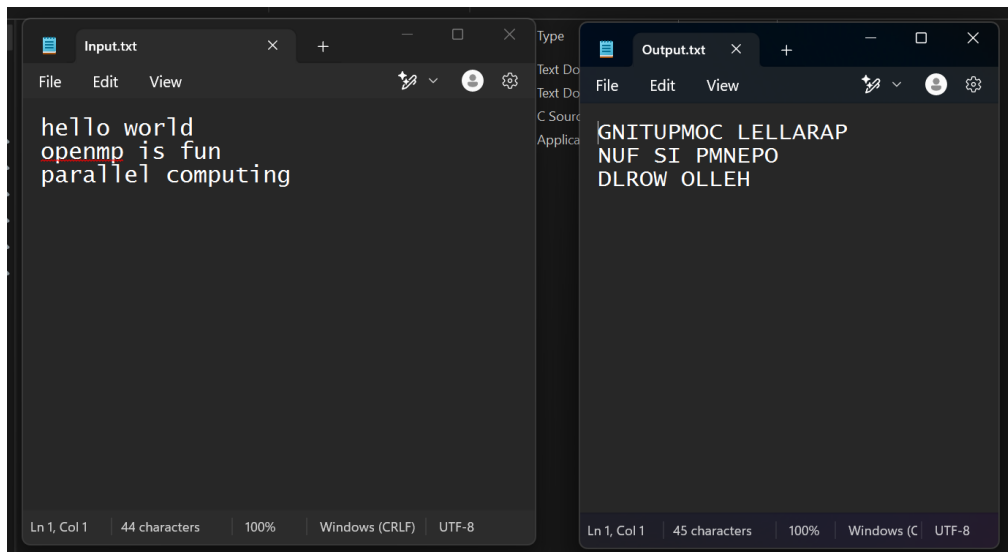 Input.txt
File Edit View
hello world
openmp is fun
parallel computing
Ln 1, Col 1 44 characters 100% Windows (CRLF) UTF-8
Type
Text Do
Text Do
C Sourc
Applica
Output.txt
File Edit View
GNITUPMOC LELLARAP
NUF SI PMNEPO
DLROW OLLEH
Ln 1, Col 1 45 characters 100% Windows (C UTF-8